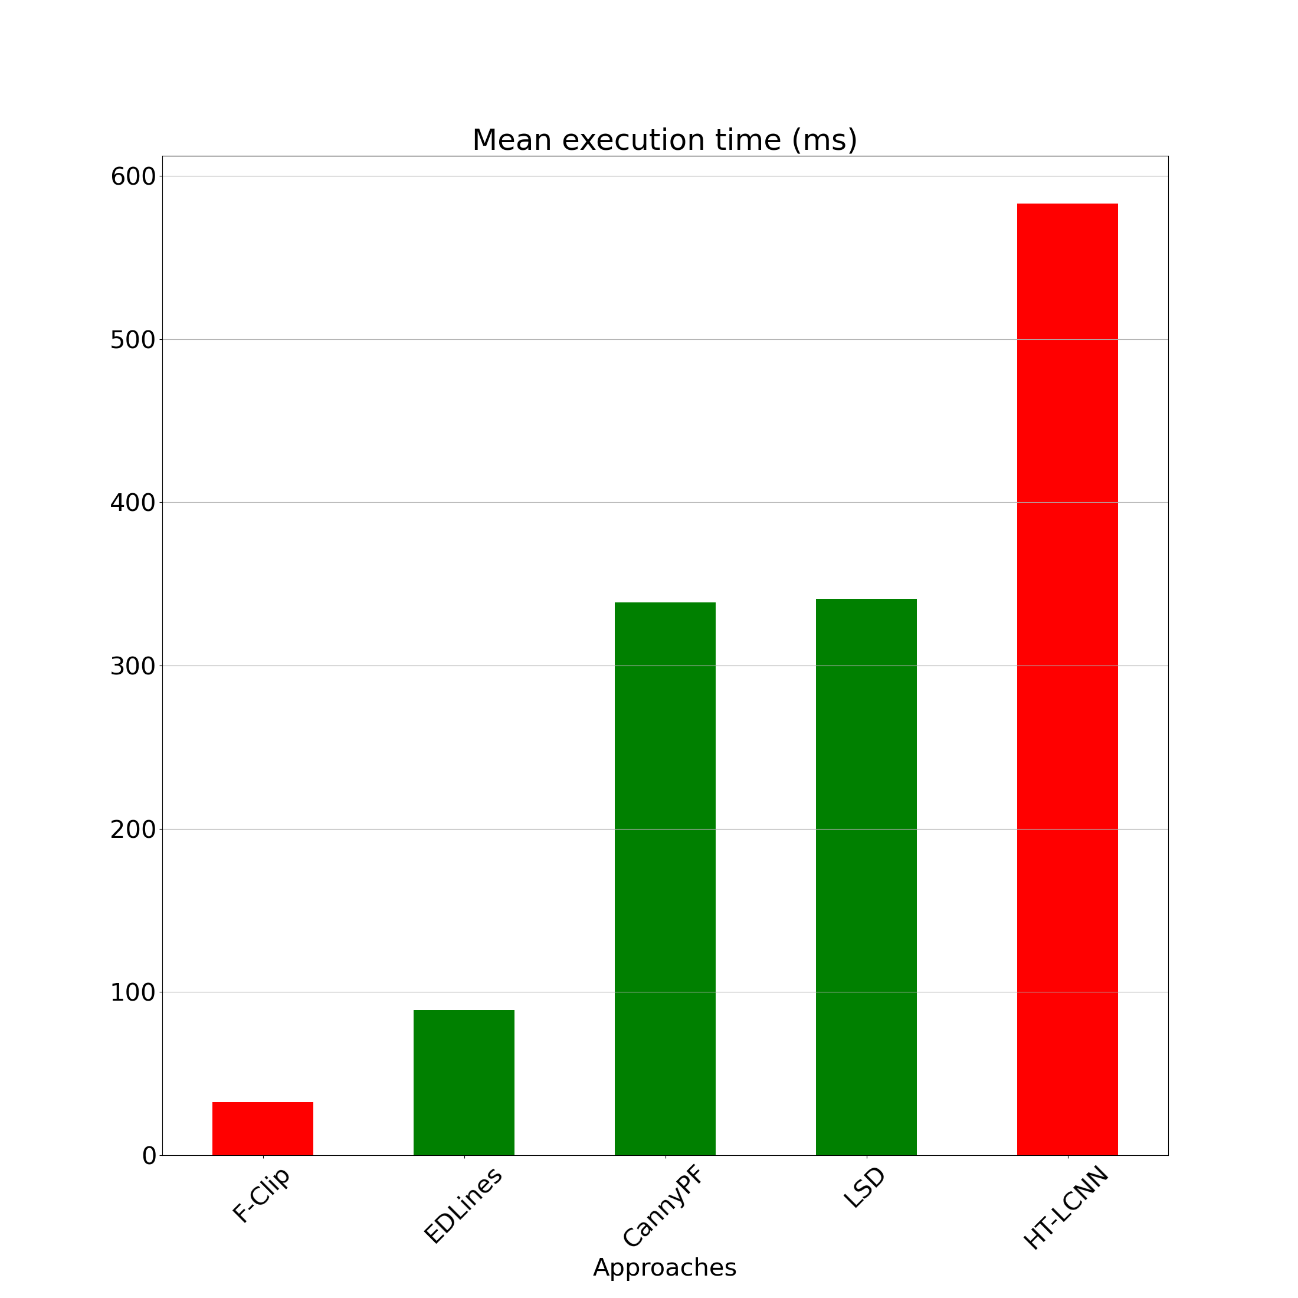 Mean execution time (ms)
600
500
400
300
200
100
0
F-Clip
EDLines
CannyPF
LSD
HT-LCNN
Approaches